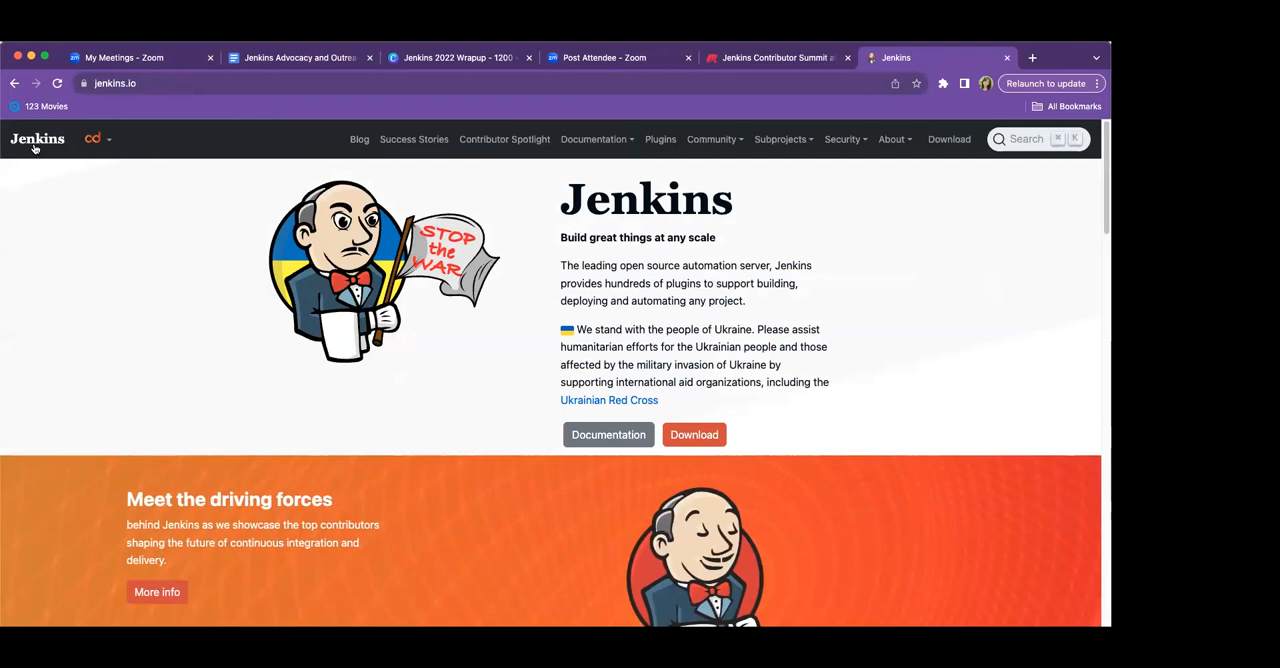 My Meetings - Zoom
Jenkins Advocacy and Outrea
Jenkins 2022 Wrapup - 1200
Post Attendee - Zoom
Jenkins Contributor Summit a
Jenkins
jenkins.io
Relaunch to update
123 Movies
All Bookmarks
Jenkins
cd
Blog
Success Stories
Contributor Spotlight
Documentation
Plugins
Community
Subprojects
Security
About
Download
Search
⌘
K
STOP
the
WAR
Jenkins
Build great things at any scale
The leading open source automation server, Jenkins
provides hundreds of plugins to support building,
deploying and automating any project.
We stand with the people of Ukraine. Please assist
humanitarian efforts for the Ukrainian people and those
affected by the military invasion of Ukraine by
supporting international aid organizations, including the
Ukrainian Red Cross
Documentation
Download
Meet the driving forces
behind Jenkins as we showcase the top contributors
shaping the future of continuous integration and
delivery.
More info